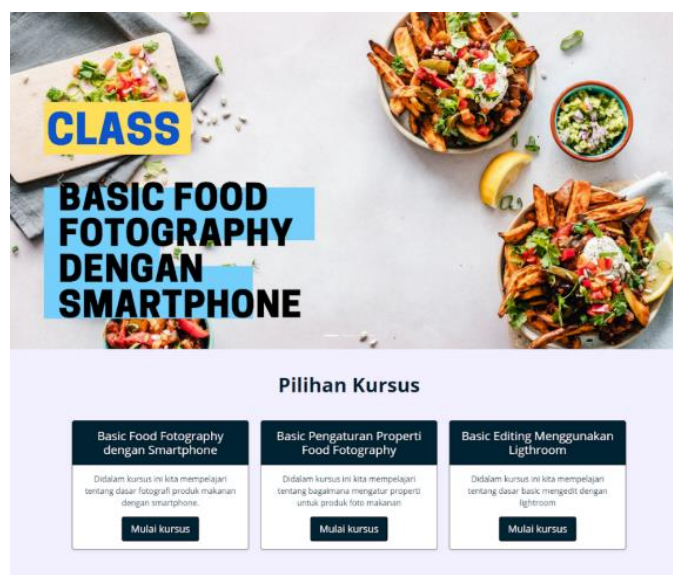 CLASS
BASIC FOOD
FOTOGRAPHY
DENGAN
SMARTPHONE
Pilihan Kursus
Basic Food Fotography
dengan Smartphone
Didalam kursus ini kita mempelajari
tentang dasar fotografi produk makanan
dengan smartphone.
Mulai kursus
Basic Pengaturan Properti
Food Fotography
Didalam kursus ini kita mempelajari
tentang bagaimana mengatur properti
untuk produk foto makanan
Mulai kursus
Basic Editing Menggunakan
Ligthroom
Didalam kursus ini kita mempelajari
tentang dasar basic mengedit dengan
lightroom
Mulai kursus